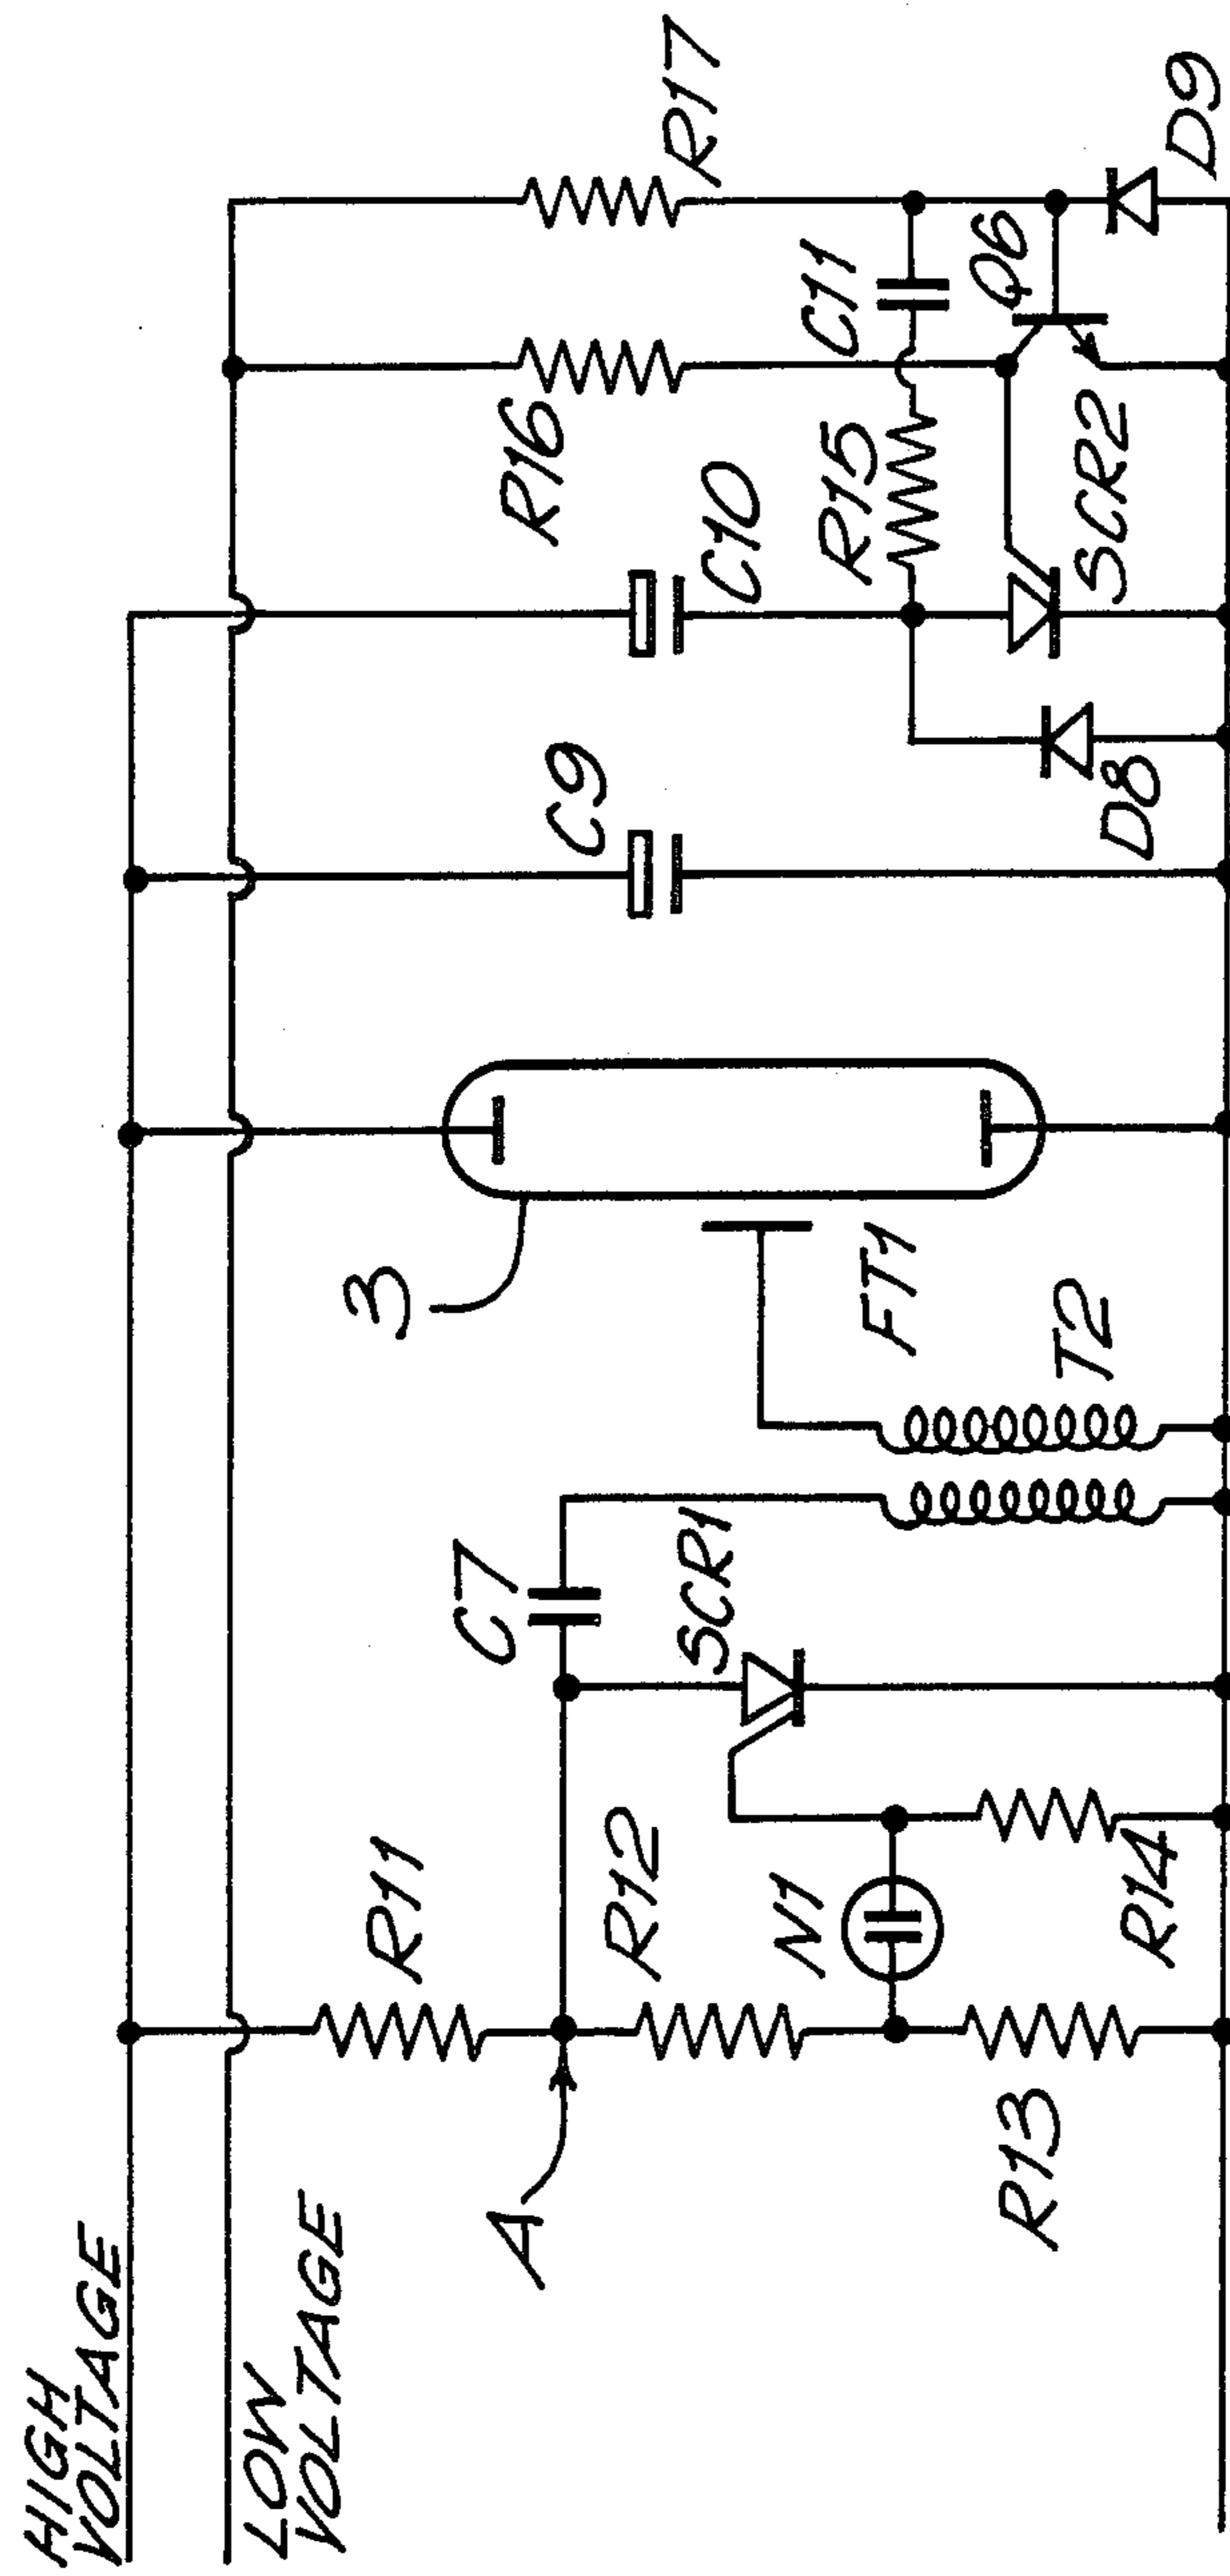 HIGH
VOLTAGE
LOW
VOLTAGE
A
R11
R12
R13
N1
R14
C7
SCR1
T2
FT1
3
C9
C10
D8
R15
SCR2
R16
C11
Q6
R17
D9